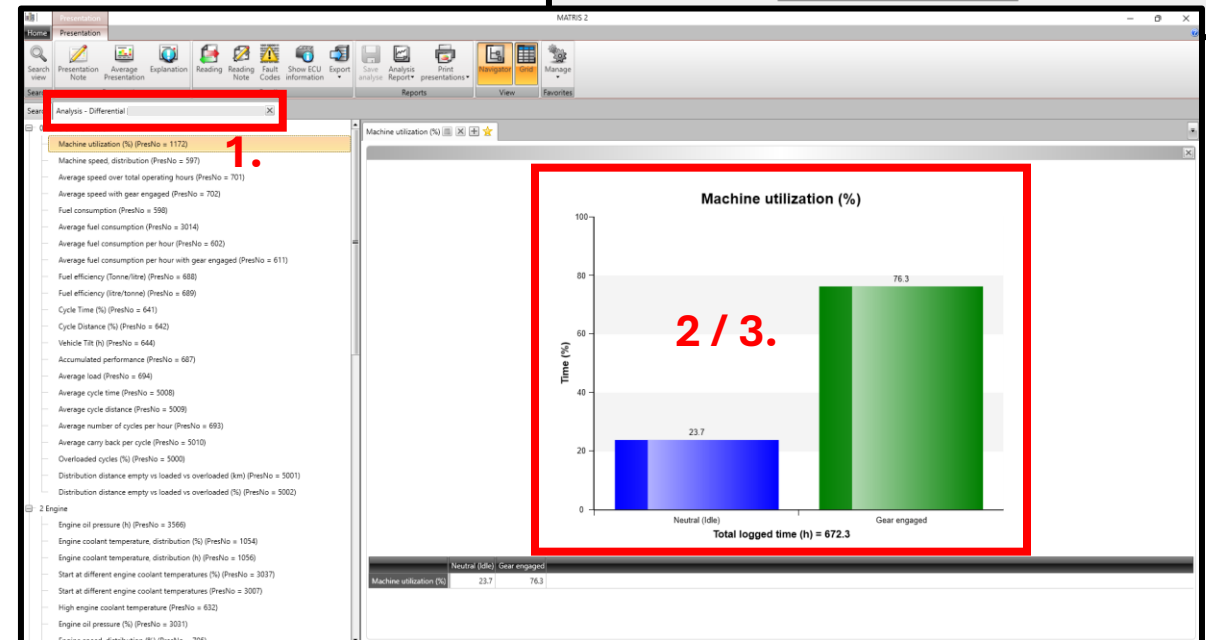 Presentation
MATRIS 2
Home Presentation
Search view
Presentation Note
Average Presentation
Explanation
Reading
Reading Note
Fault Codes
Show ECU information
Export
Save analyse
Analysis Report
Print presentations
Navigator
Grid
Manage
Reports
View
Favorites
Analysis - Differential
1.
Machine utilization (%) (PresNo = 1172)
Machine speed, distribution (PresNo = 597)
Average speed over total operating hours (PresNo = 701)
Average speed with gear engaged (PresNo = 702)
Fuel consumption (PresNo = 598)
Average fuel consumption (PresNo = 3014)
Average fuel consumption per hour (PresNo = 602)
Average fuel consumption per hour with gear engaged (PresNo = 611)
Fuel efficiency (Tonne/litre) (PresNo = 688)
Fuel efficiency (litre/tonne) (PresNo = 689)
Cycle Time (%) (PresNo = 641)
Cycle Distance (%) (PresNo = 642)
Vehicle Tilt (h) (PresNo = 644)
Accumulated performance (PresNo = 687)
Average load (PresNo = 694)
Average cycle time (PresNo = 5008)
Average cycle distance (PresNo = 5009)
Average number of cycles per hour (PresNo = 693)
Average carry back per cycle (PresNo = 5010)
Overloaded cycles (%) (PresNo = 5000)
Distribution distance empty vs loaded vs overloaded (km) (PresNo = 5001)
Distribution distance empty vs loaded vs overloaded (%) (PresNo = 5002)
2 Engine
Engine oil pressure (h) (PresNo = 3566)
Engine coolant temperature, distribution (%) (PresNo = 1054)
Engine coolant temperature, distribution (h) (PresNo = 1056)
Start at different engine coolant temperatures (%) (PresNo = 3037)
Start at different engine coolant temperatures (PresNo = 3007)
High engine coolant temperature (PresNo = 632)
Engine oil pressure (%) (PresNo = 3031)
Machine utilization (%)
Machine utilization (%)
100
80
60
40
20
0
Time (%)
23.7
76.3
2 / 3.
Neutral (Idle)
Gear engaged
Total logged time (h) = 672.3
Neutral (Idle) Gear engaged
Machine utilization (%) 23.7 76.3